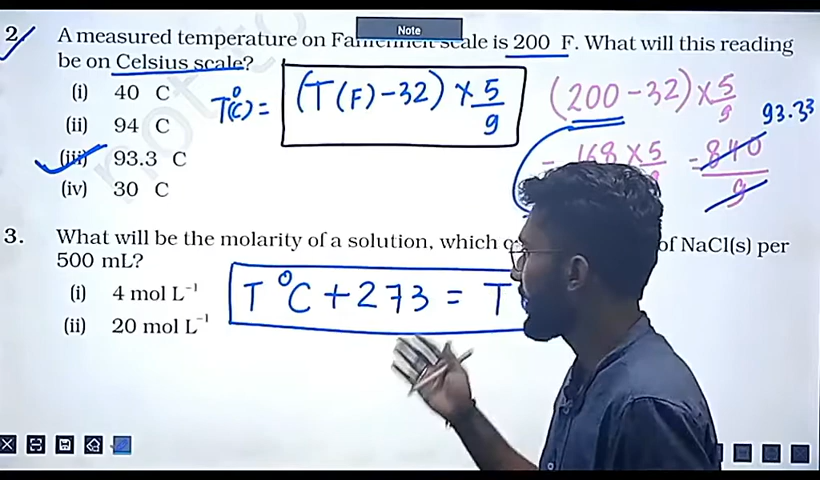 Note
2. A measured temperature on Fahrenheit scale is 200 F. What will this reading
be on Celsius scale?
(i) 40 C
(ii) 94 C
(iii) 93.3 C
(iv) 30 C
T(°C) = (T(F) – 32) × 5/9
(200 – 32) × 5/9
= 168 × 5 = 840/9
93.33
3. What will be the molarity of a solution, which of NaCl(s) per
500 mL?
(i) 4 mol L⁻¹
(ii) 20 mol L⁻¹
T °C + 273 = T
not to